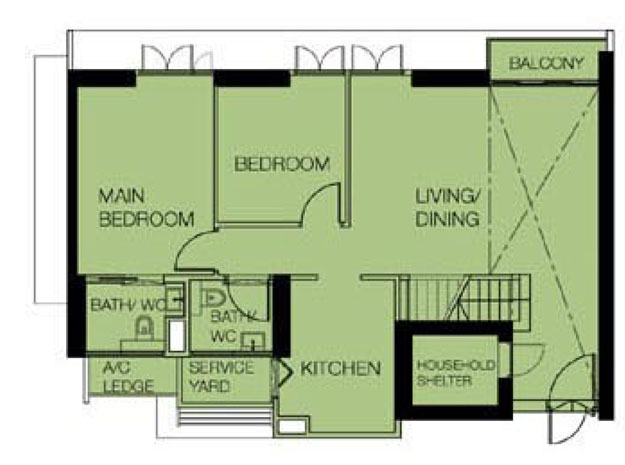 BALCONY
BEDROOM
MAIN
BEDROOM
LIVING/
DINING
BATH/ WC
BATH/
WC
A/C
LEDGE
SERVICE
YARD
KITCHEN
HOUSEHOLD
SHELTER